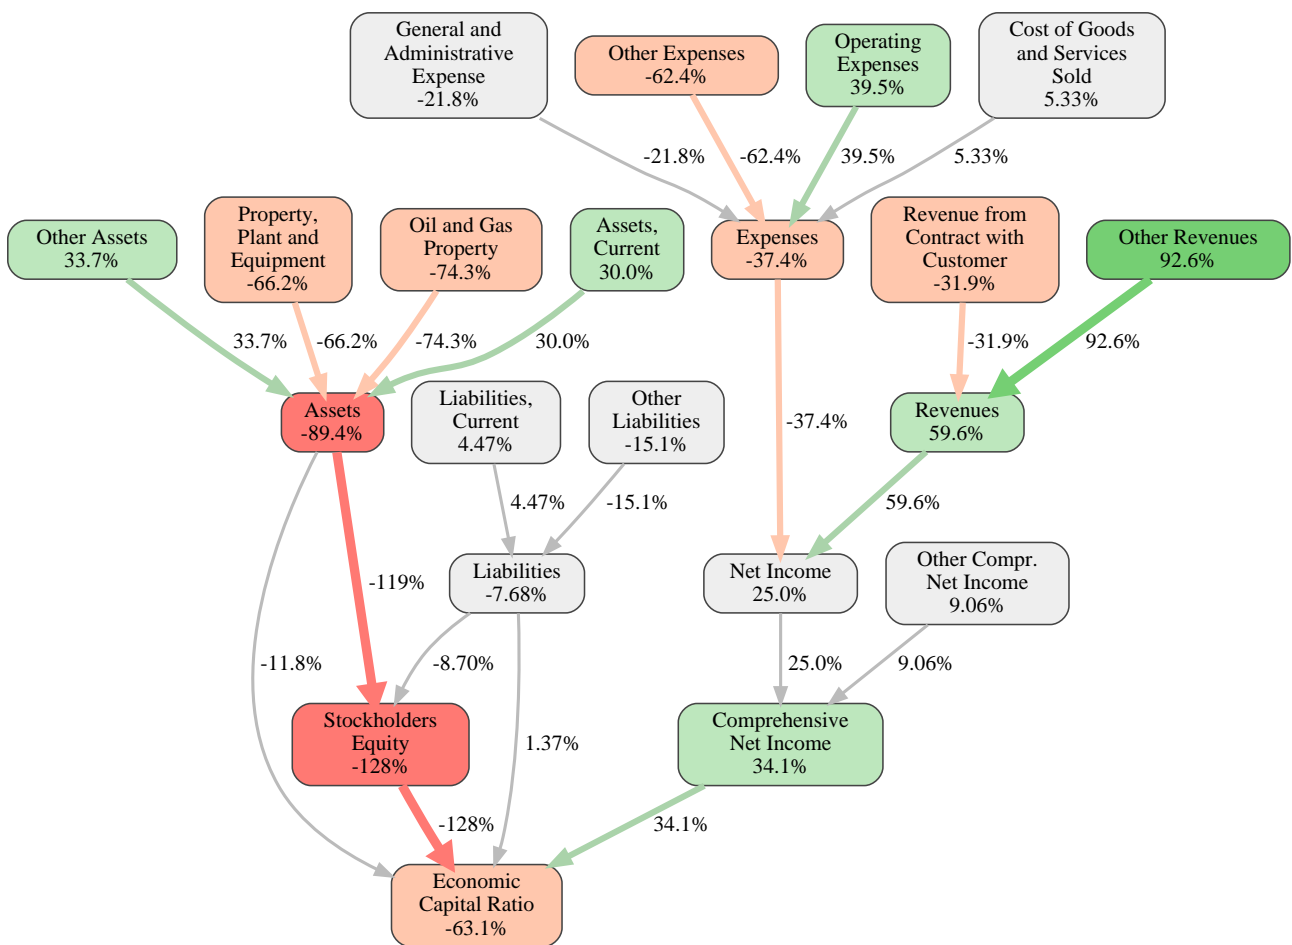 General and
Administrative
Expense
-21.8%
Other Expenses
-62.4%
Operating
Expenses
39.5%
Cost of Goods
and Services
Sold
5.33%
-21.8%
-62.4%
39.5%
5.33%
Other Assets
33.7%
Property,
Plant and
Equipment
-66.2%
Oil and Gas
Property
-74.3%
Assets,
Current
30.0%
Expenses
-37.4%
Revenue from
Contract with
Customer
-31.9%
Other Revenues
92.6%
33.7%
-66.2%
-74.3%
30.0%
-31.9%
92.6%
Assets
-89.4%
Liabilities,
Current
4.47%
Other
Liabilities
-15.1%
-37.4%
Revenues
59.6%
4.47%
-15.1%
59.6%
-119%
Liabilities
-7.68%
Net Income
25.0%
Other Compr.
Net Income
9.06%
-11.8%
-8.70%
25.0%
9.06%
Stockholders
Equity
-128%
1.37%
Comprehensive
Net Income
34.1%
-128%
34.1%
Economic
Capital Ratio
-63.1%